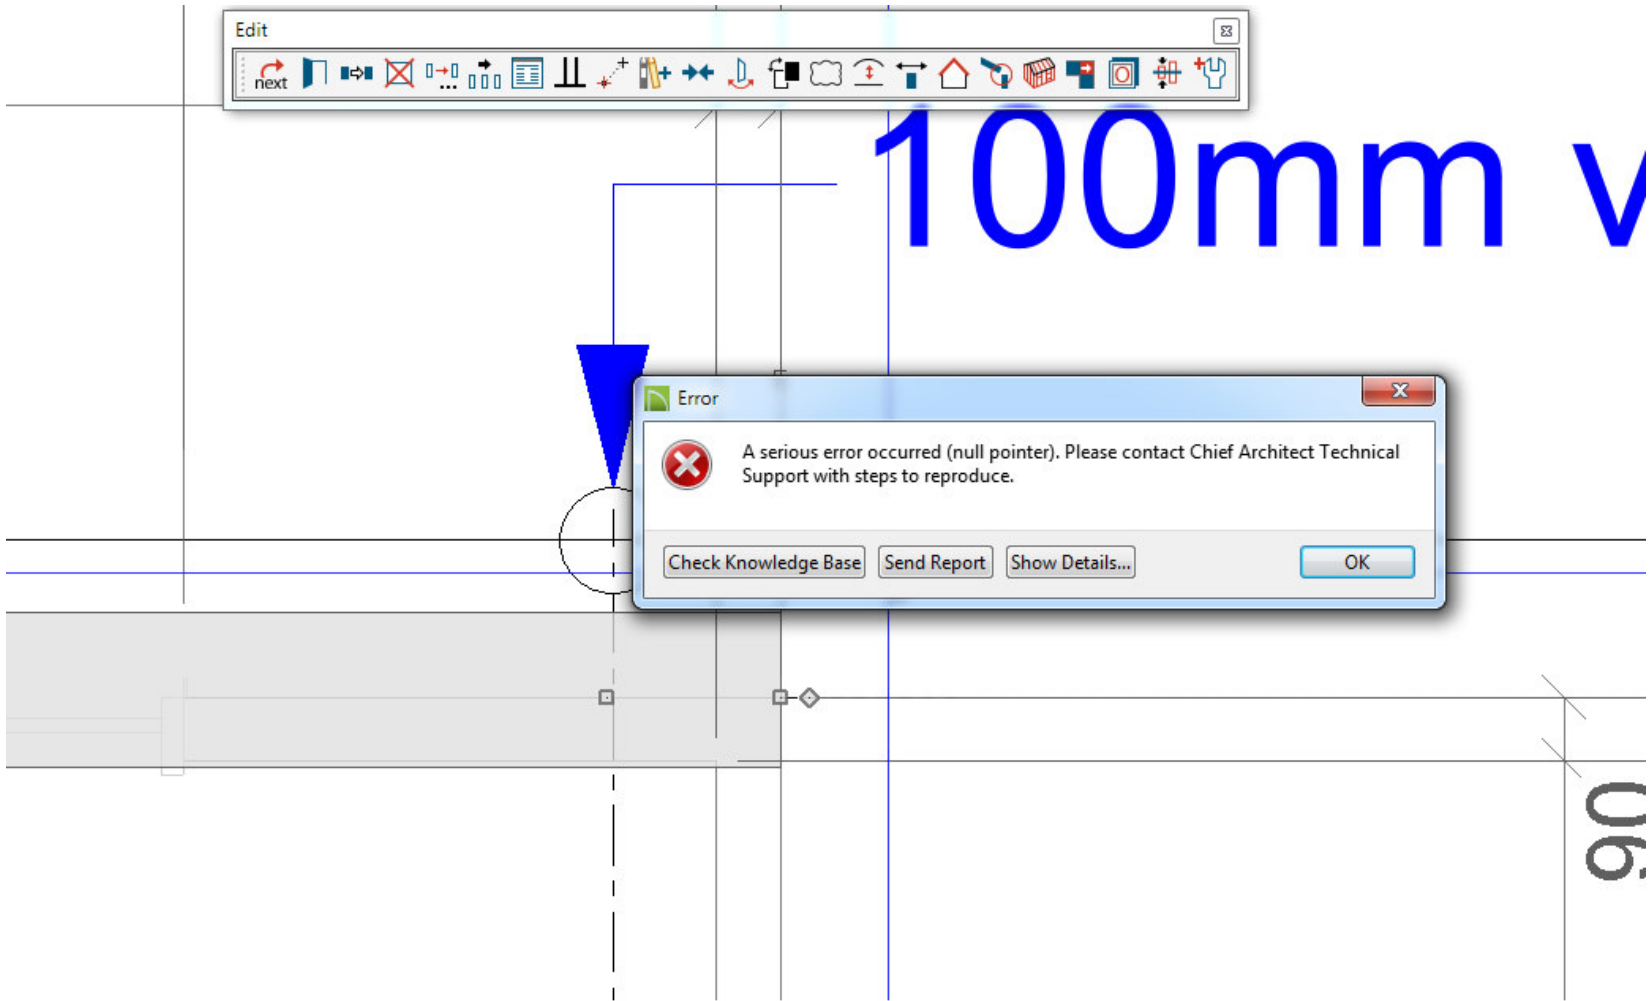 Edit
next
100mm
Error
A serious error occurred (null pointer). Please contact Chief Architect Technical
Support with steps to reproduce.
Check Knowledge Base
Send Report
Show Details...
OK
90